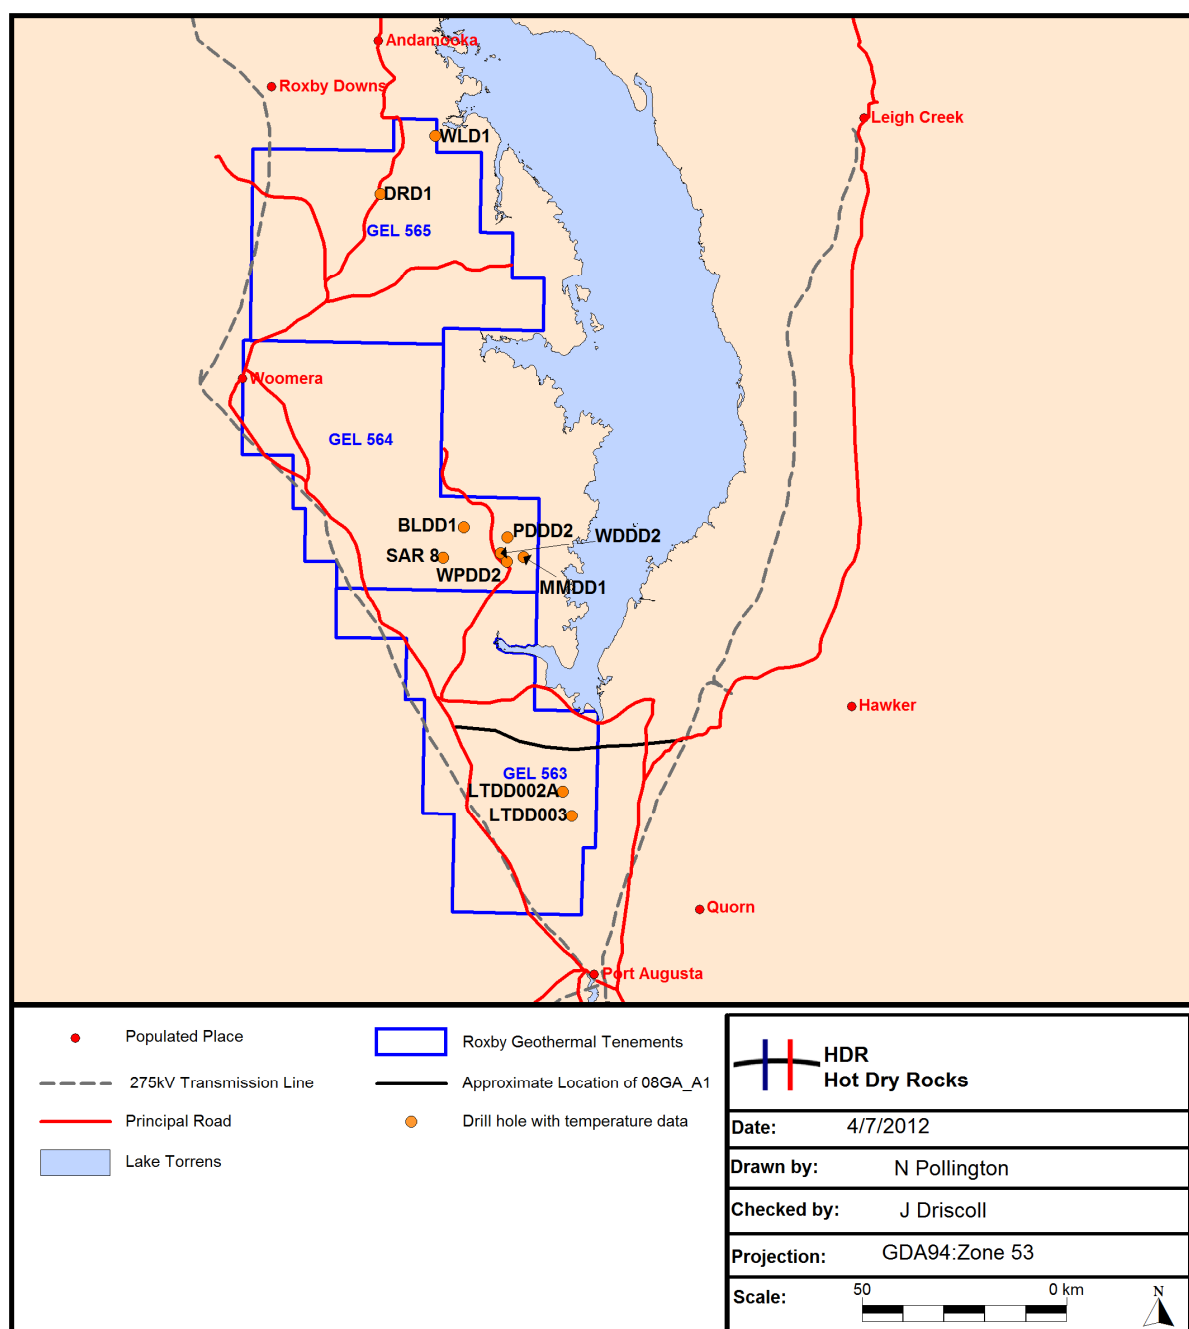 Andamooka
Roxby Downs
Leigh Creek
WLD1
DRD1
GEL 565
Woomera
GEL 564
BLDD1
PDDD2
WDDD2
SAR 8
WPDD2
MMDD1
Hawker
GEL 563
LTDD002A
LTDD003
Quorn
Port Augusta
Populated Place
275kV Transmission Line
Principal Road
Lake Torrens
Roxby Geothermal Tenements
Approximate Location of 08GA_A1
Drill hole with temperature data
HDR
Hot Dry Rocks
Date: 4/7/2012
Drawn by: N Pollington
Checked by: J Driscoll
Projection: GDA94:Zone 53
Scale: 50 0 km N